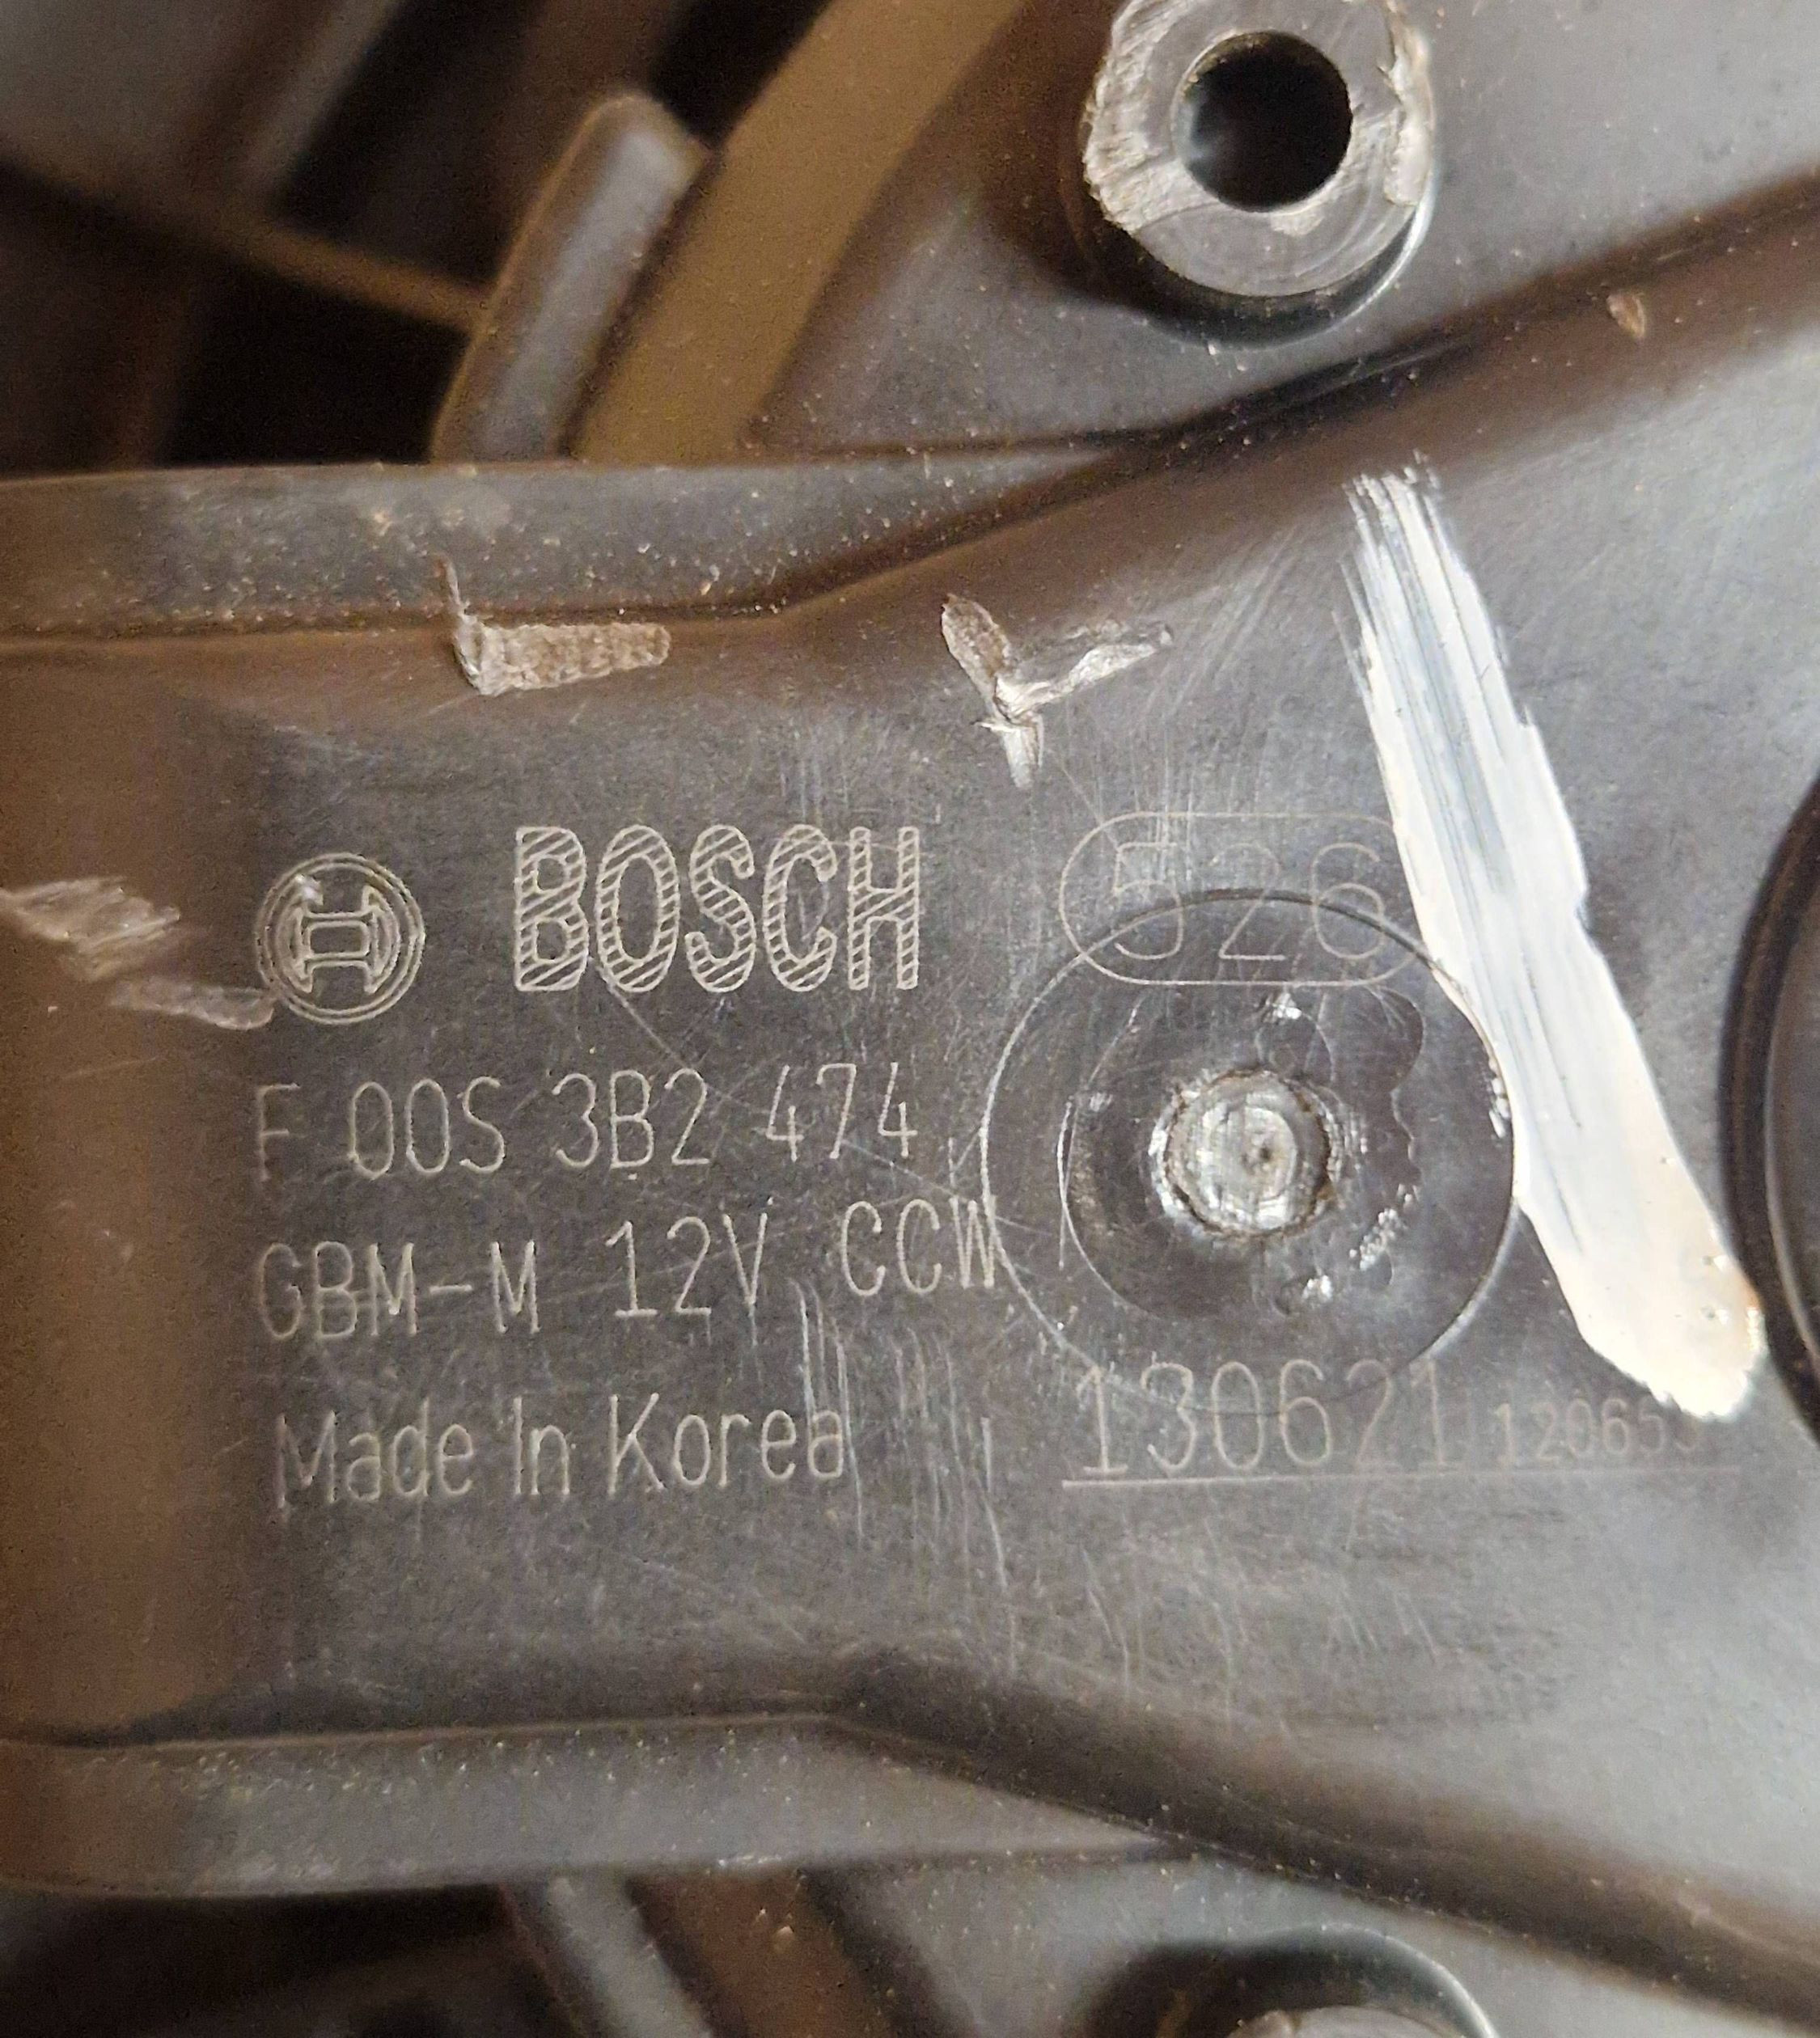 BOSCH 526
F 00S 3B2 474
GBM-M 12V CCW
Made In Korea
130621